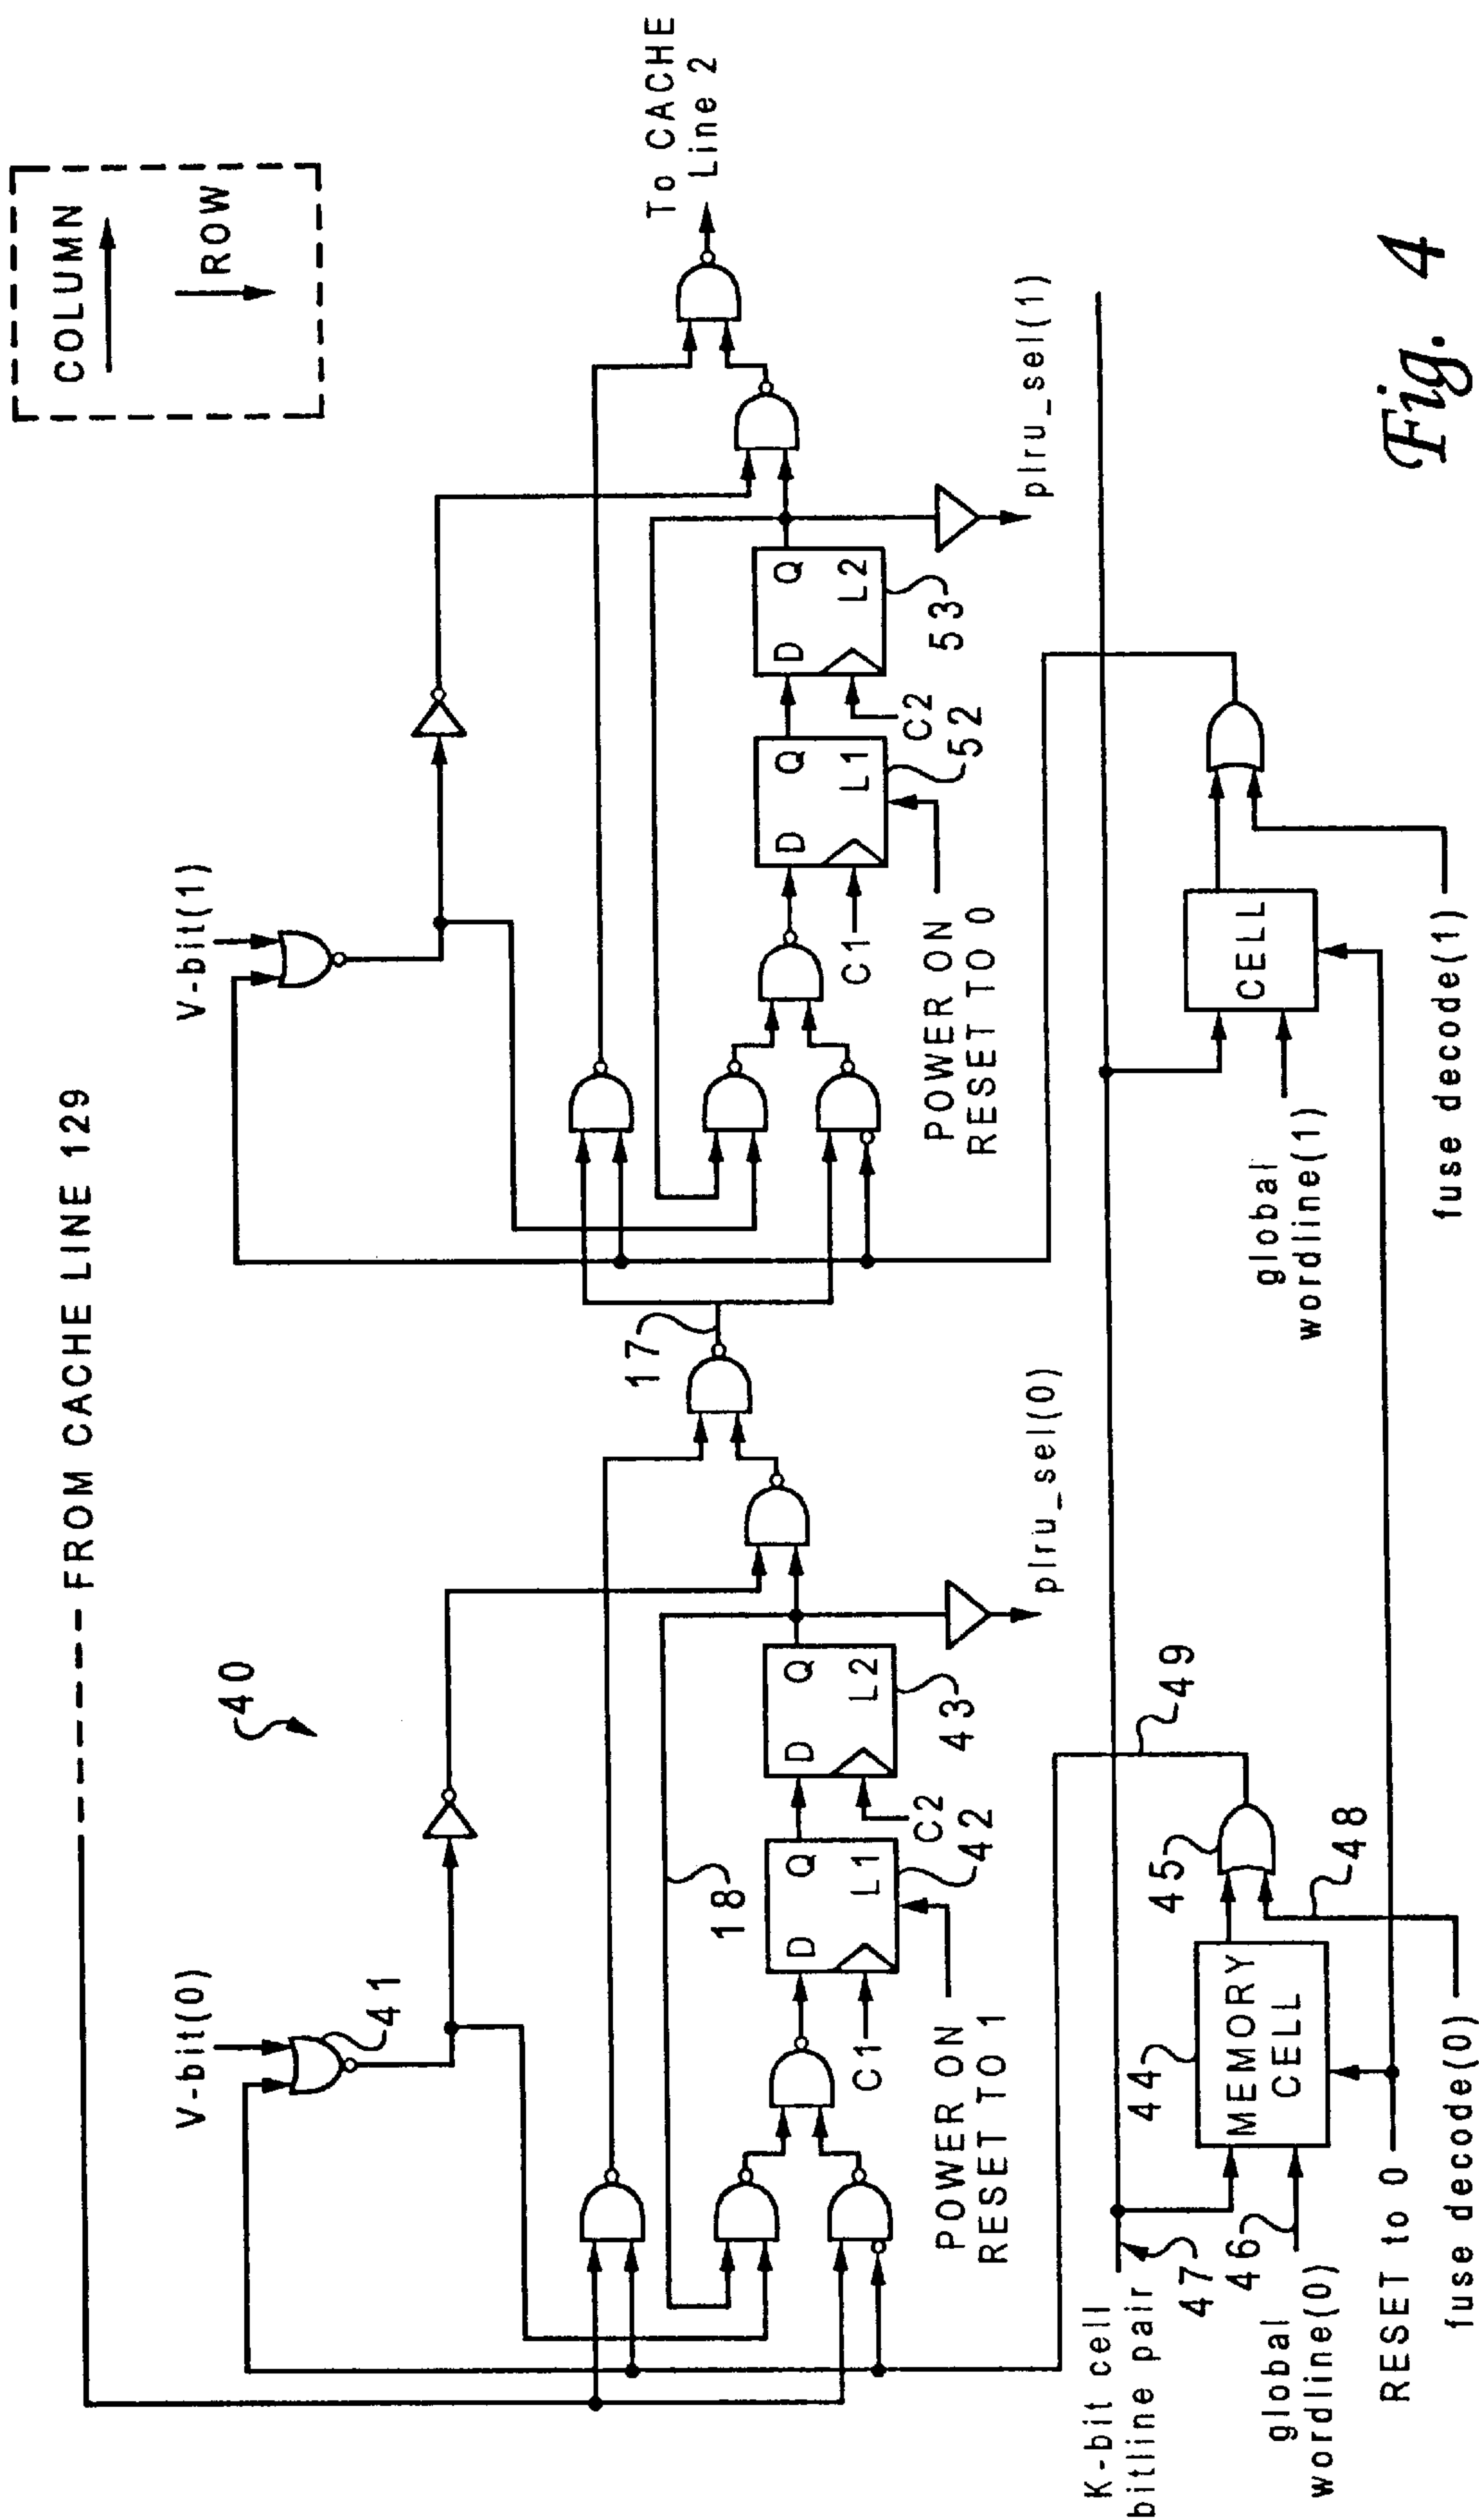 COLUMN
ROW
FROM CACHE LINE 129
To CACHE
Line 2
40
V-bit(0)
41
V-bit(1)
17
18
D
Q
L1
C1
42
D
Q
L2
C2
43
POWER ON
RESET TO 1
plru_sel(0)
D
Q
L1
C1
52
D
Q
L2
C2
53
POWER ON
RESET TO 0
plru_sel(1)
K-bit cell
bitline pair
47
44
MEMORY
CELL
46
global
wordline(0)
RESET to 0
fuse decode(0)
45
48
49
CELL
global
wordline(1)
fuse decode(1)
Fig. 4